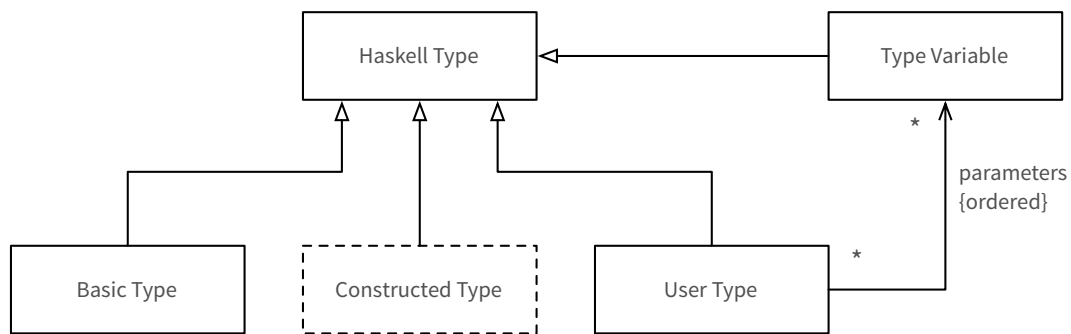 Haskell Type
Type Variable
*
parameters
{ordered}
*
Basic Type
Constructed Type
User Type